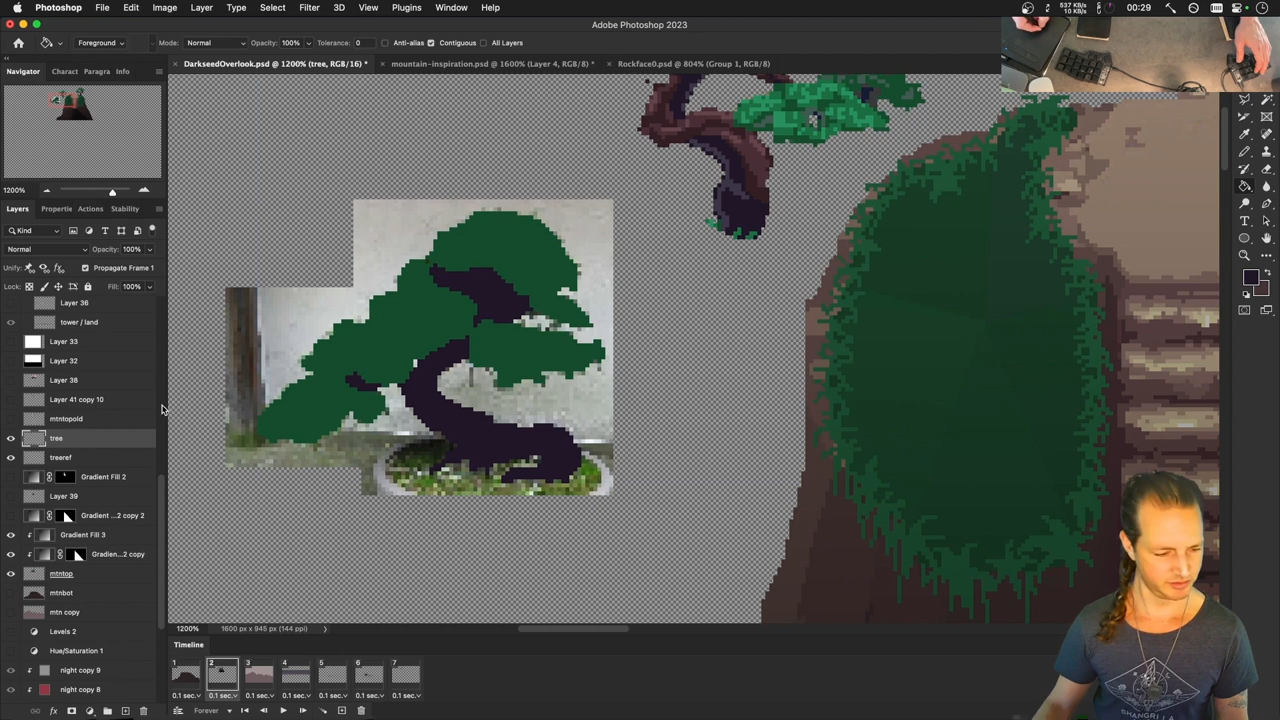 Photoshop File Edit Image Layer Type Select Filter 3D View Plugins Window Help
537 KB/s
10 KB/s
00:29
Adobe Photoshop 2023
Foreground Mode: Normal Opacity: 100% Tolerance: 0 Anti-alias Contiguous All Layers
Navigator Charact Paragra Info
× DarkseedOverlook.psd @ 1200% (tree, RGB/16) * × mountain-inspiration.psd @ 1600% (Layer 4, RGB/8) * × Rockface0.psd @ 804% (Group 1, RGB/8)
1200%
Layers Propertie Actions Stability
Kind
Normal Opacity: 100%
Unify: Propagate Frame 1
Lock: Fill: 100%
Layer 36
tower / land
Layer 33
Layer 32
Layer 38
Layer 41 copy 10
mtntopold
tree
treeref
Gradient Fill 2
Layer 39
Gradient ...2 copy 2
Gradient Fill 3
Gradien...2 copy
mtntop
mtnbot
mtn copy
Levels 2
Hue/Saturation 1
night copy 9
night copy 8
1200% 1600 px x 945 px (144 ppi)
Timeline
1 2 3 4 5 6 7
0.1 sec. 0.1 sec. 0.1 sec. 0.1 sec. 0.1 sec. 0.1 sec. 0.1 sec.
Forever